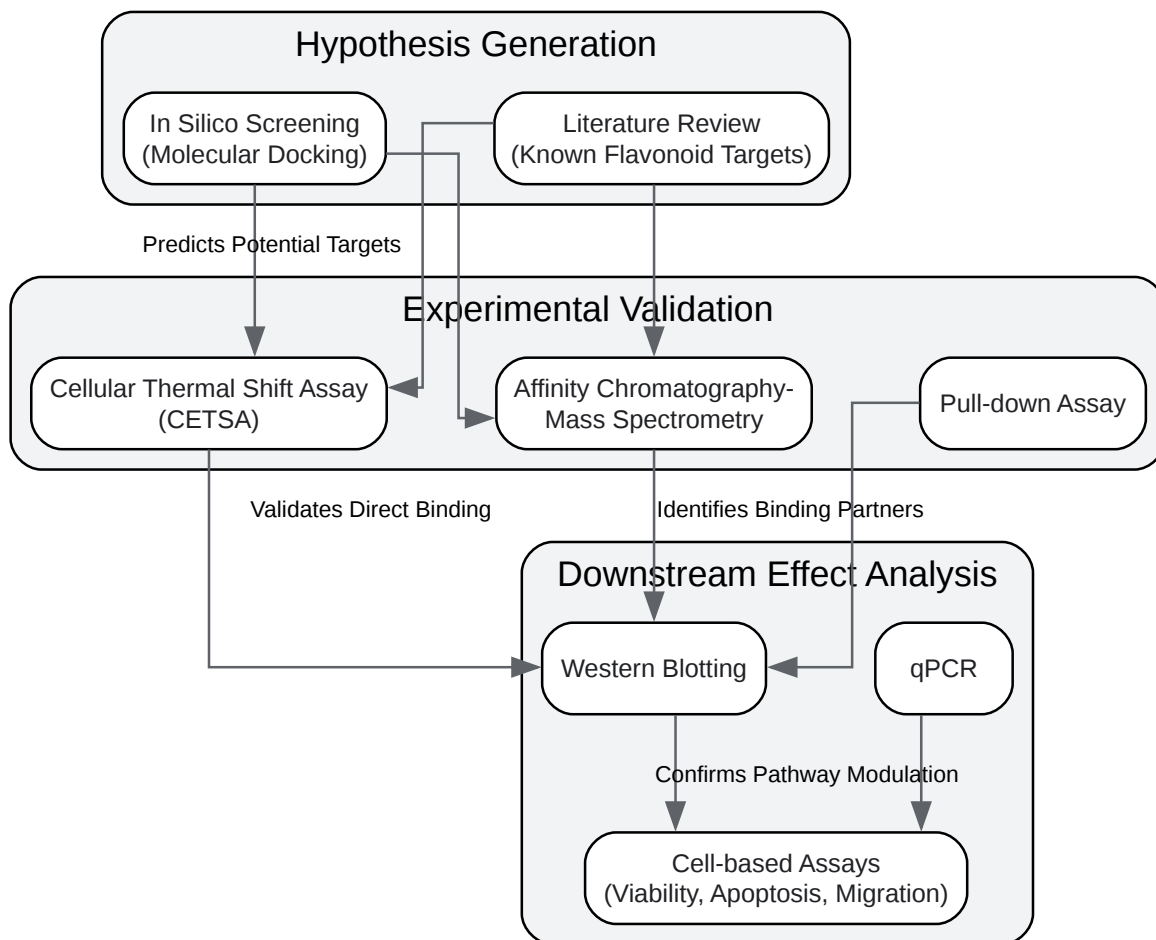 Hypothesis Generation
In Silico Screening
(Molecular Docking)
Literature Review
(Known Flavonoid Targets)
Predicts Potential Targets
Experimental Validation
Cellular Thermal Shift Assay
(CETSA)
Affinity Chromatography-
Mass Spectrometry
Pull-down Assay
Validates Direct Binding
Identifies Binding Partners
Downstream Effect Analysis
Western Blotting
qPCR
Confirms Pathway Modulation
Cell-based Assays
(Viability, Apoptosis, Migration)